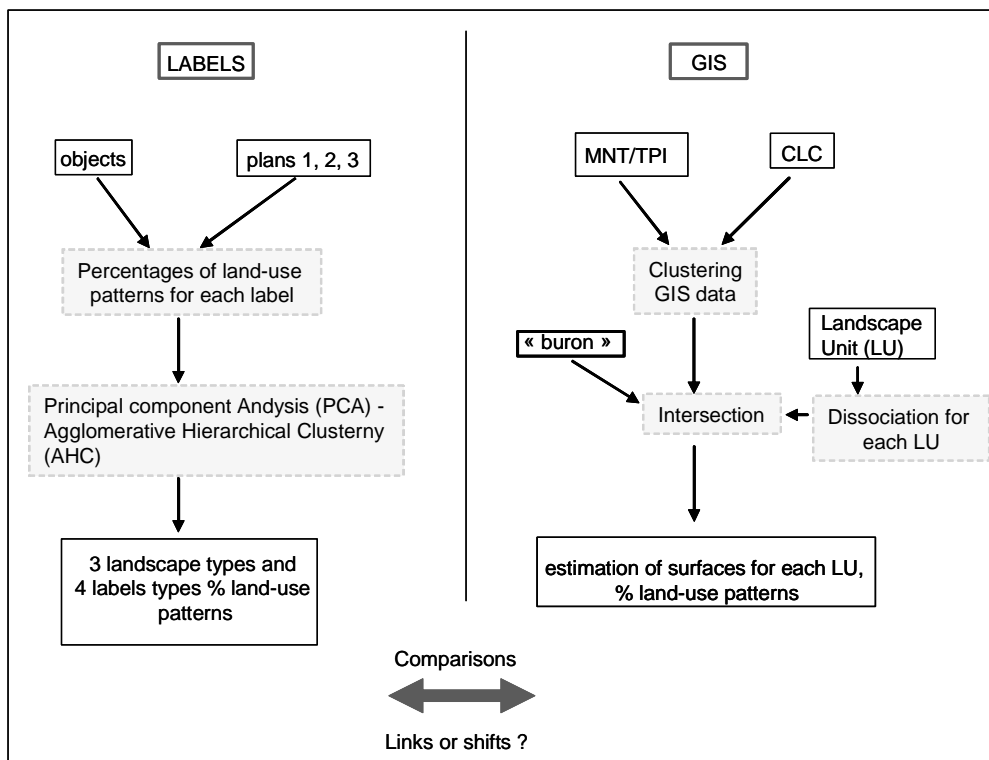 LABELS
objects
plans 1, 2, 3
Percentages of land-use
patterns for each label
Principal component Andysis (PCA) -
Agglomerative Hierarchical Clusterny
(AHC)
3 landscape types and
4 labels types % land-use
patterns
GIS
MNT/TPI
CLC
Clustering
GIS data
« buron »
Landscape
Unit (LU)
Intersection
Dissociation for
each LU
estimation of surfaces for each LU,
% land-use patterns
Comparisons
Links or shifts ?